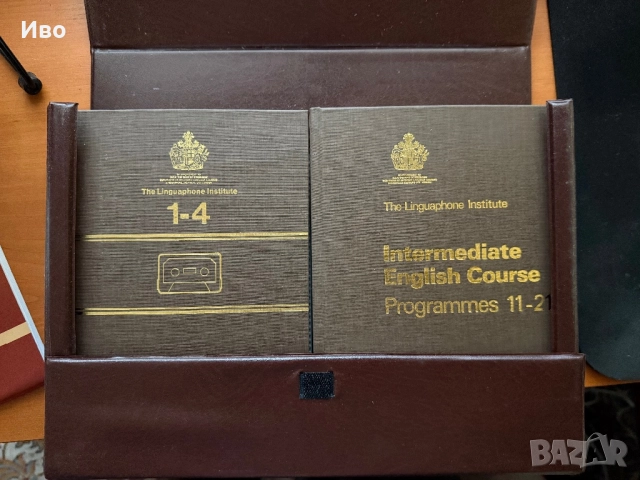 Иво
The Linguaphone Institute
1-4
The Linguaphone Institute
Intermediate
English Course
Programmes 11-21
BAZAR